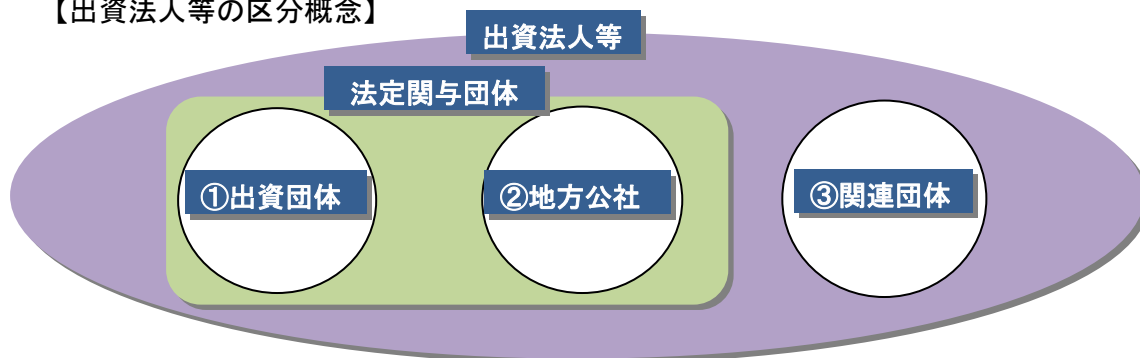 【出資法人等の区分概念】
出資法人等
法定関与団体
①出資団体
②地方公社
③関連団体